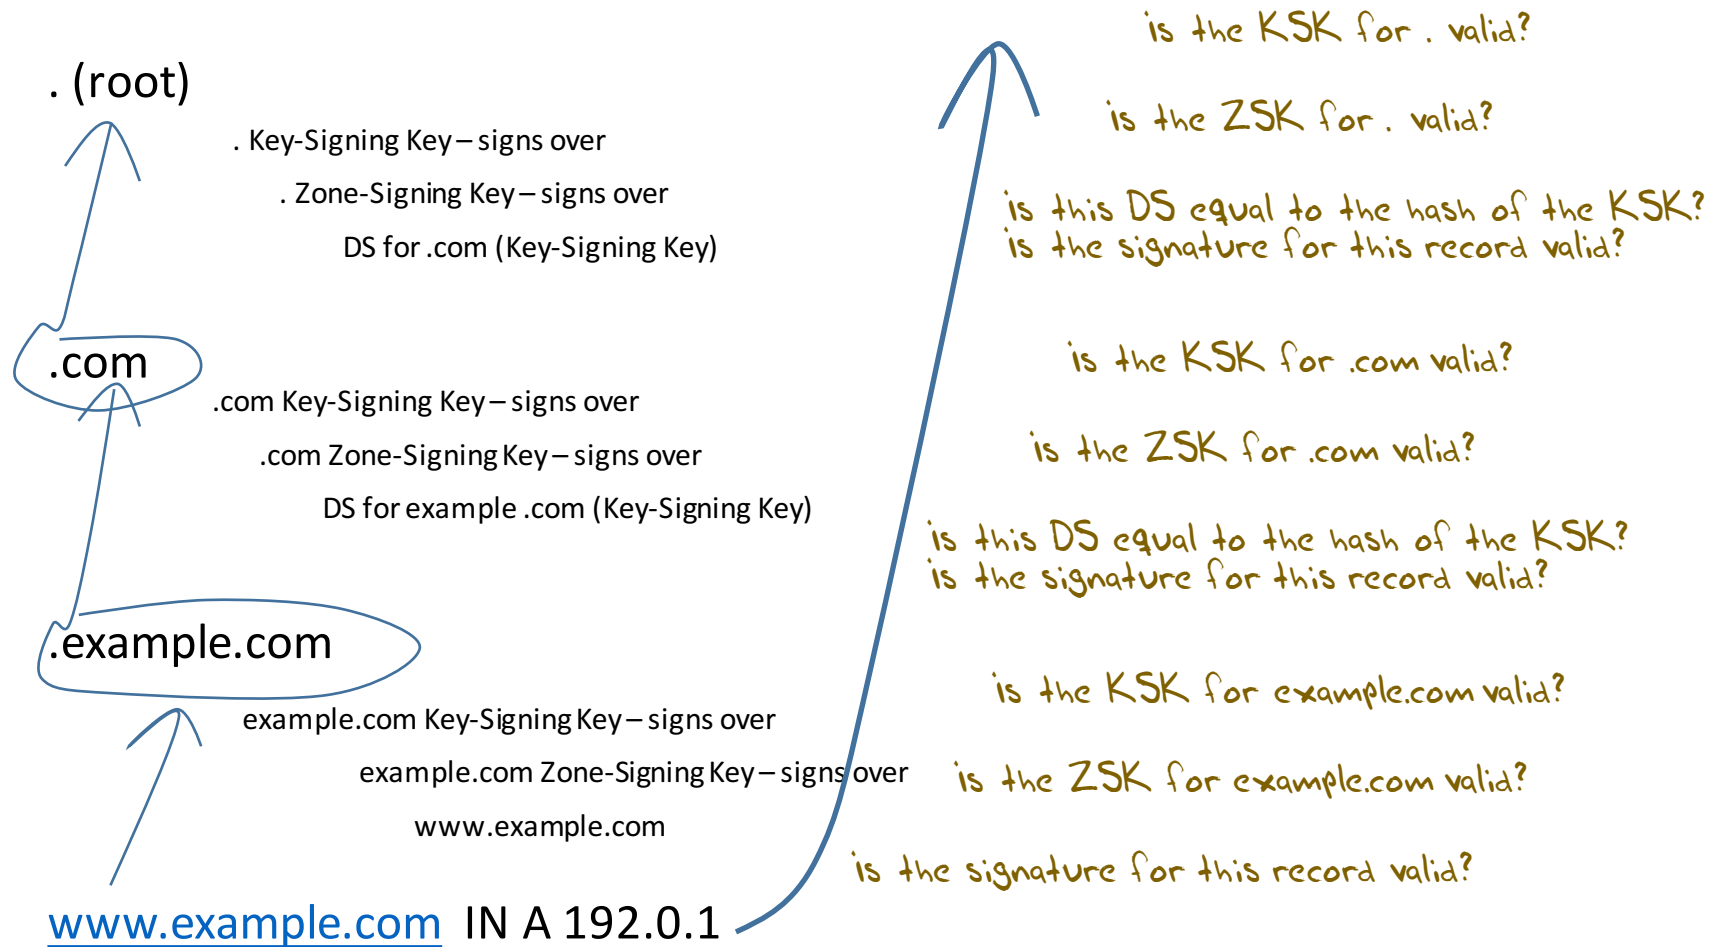 . (root)
. Key-Signing Key – signs over
. Zone-Signing Key – signs over
DS for .com (Key-Signing Key)
.com
.com Key-Signing Key – signs over
.com Zone-Signing Key – signs over
DS for example .com (Key-Signing Key)
.example.com
example.com Key-Signing Key – signs over
example.com Zone-Signing Key – signs over
www.example.com
www.example.com IN A 192.0.1
is the KSK for . valid?
is the ZSK for . valid?
is this DS equal to the hash of the KSK?
is the signature for this record valid?
is the KSK for .com valid?
is the ZSK for .com valid?
is this DS equal to the hash of the KSK?
is the signature for this record valid?
is the KSK for example.com valid?
is the ZSK for example.com valid?
is the signature for this record valid?